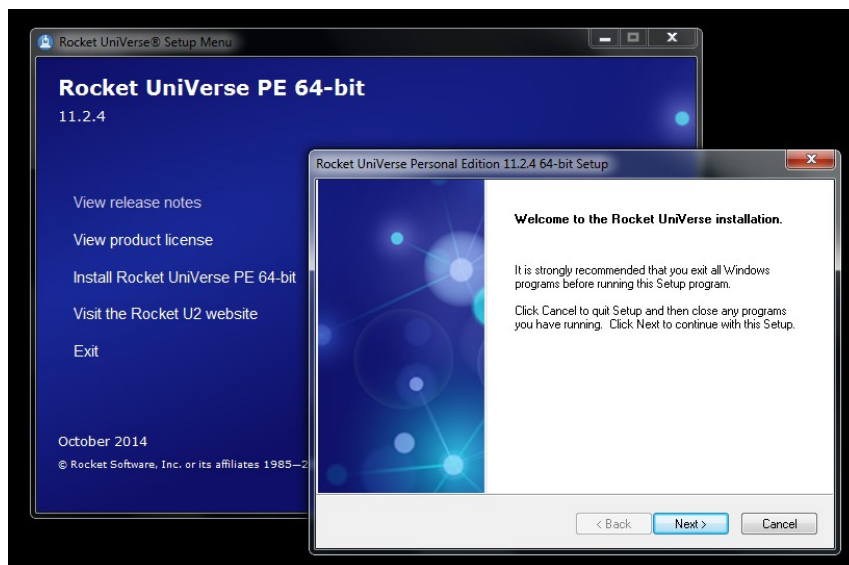 Rocket UniVerse® Setup Menu
Rocket UniVerse PE 64-bit
11.2.4
View release notes
View product license
Install Rocket UniVerse PE 64-bit
Visit the Rocket U2 website
Exit
October 2014
© Rocket Software, Inc. or its affiliates 1985—2
Rocket UniVerse Personal Edition 11.2.4 64-bit Setup
Welcome to the Rocket UniVerse installation.
It is strongly recommended that you exit all Windows
programs before running this Setup program.
Click Cancel to quit Setup and then close any programs
you have running. Click Next to continue with this Setup.
< Back Next > Cancel